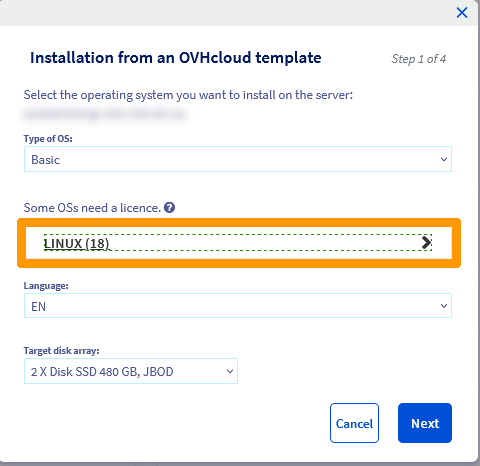 Installation from an OVHcloud template
Step 1 of 4
Select the operating system you want to install on the server:
Type of OS:
Basic
Some OSs need a licence. ?
LINUX (18)
Language:
EN
Target disk array:
2 X Disk SSD 480 GB, JBOD
Cancel
Next